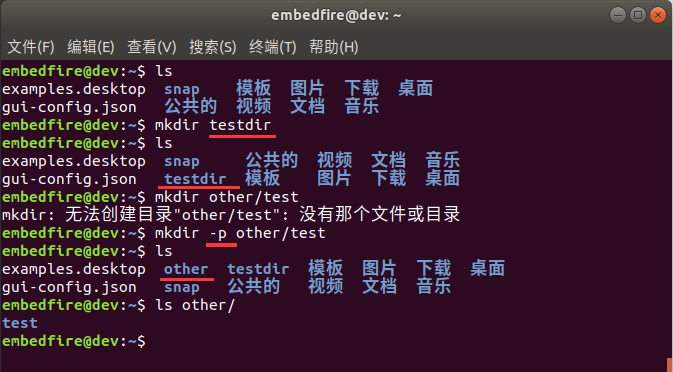 embedfire@dev: ~
文件(F) 编辑(E) 查看(V) 搜索(S) 终端(T) 帮助(H)
embedfire@dev:~$ ls
examples.desktop snap 模板 图片 下载 桌面
gui-config.json 公共的 视频 文档 音乐
embedfire@dev:~$ mkdir testdir
embedfire@dev:~$ ls
examples.desktop snap 公共的 视频 文档 音乐
gui-config.json testdir 模板 图片 下载 桌面
embedfire@dev:~$ mkdir other/test
mkdir: 无法创建目录"other/test": 没有那个文件或目录
embedfire@dev:~$ mkdir -p other/test
embedfire@dev:~$ ls
examples.desktop other testdir 模板 图片 下载 桌面
gui-config.json snap 公共的 视频 文档 音乐
embedfire@dev:~$ ls other/
test
embedfire@dev:~$